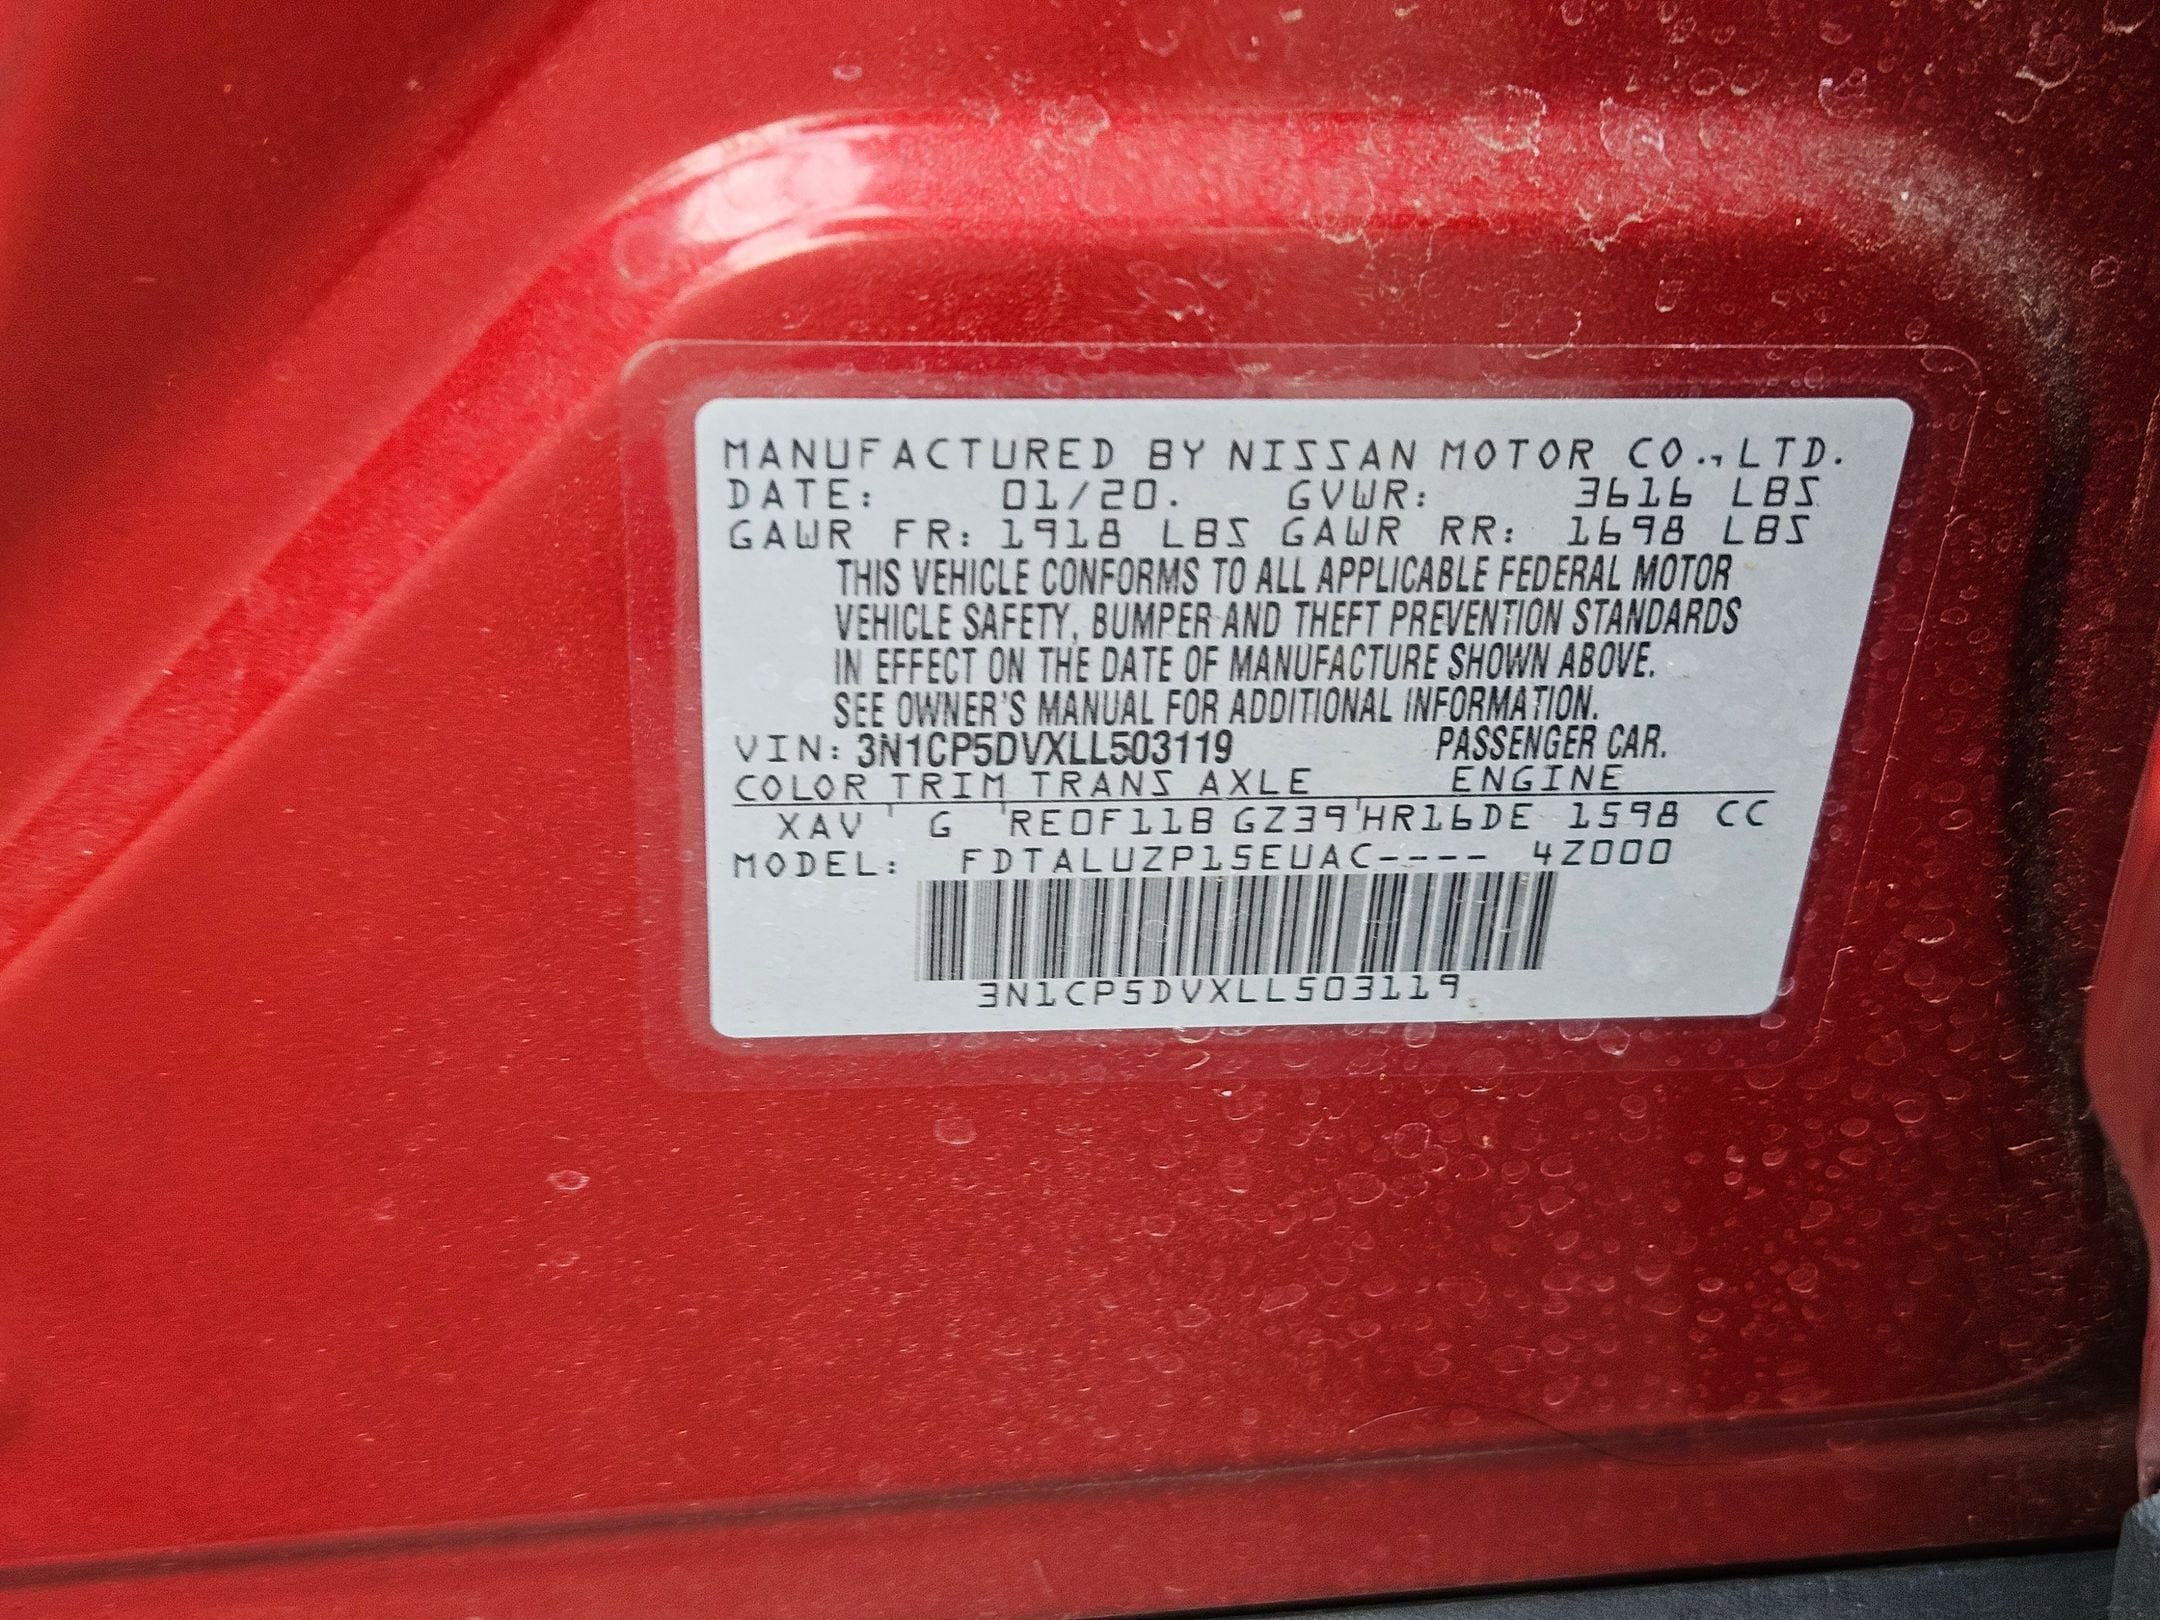 MANUFACTURED BY NISSAN MOTOR CO., LTD.
DATE: 01/20. GVWR: 3616 LBS
GAWR FR: 1918 LBS GAWR RR: 1698 LBS
THIS VEHICLE CONFORMS TO ALL APPLICABLE FEDERAL MOTOR
VEHICLE SAFETY, BUMPER AND THEFT PREVENTION STANDARDS
IN EFFECT ON THE DATE OF MANUFACTURE SHOWN ABOVE.
SEE OWNER'S MANUAL FOR ADDITIONAL INFORMATION.
VIN: 3N1CP5DVXLL503119 PASSENGER CAR.
COLOR TRIM TRANS AXLE ENGINE
XAV G RE0F11B GZ39 HR16DE 1598 CC
MODEL: FDTALUZP15EUAC---- 4Z000
3N1CP5DVXLL503119